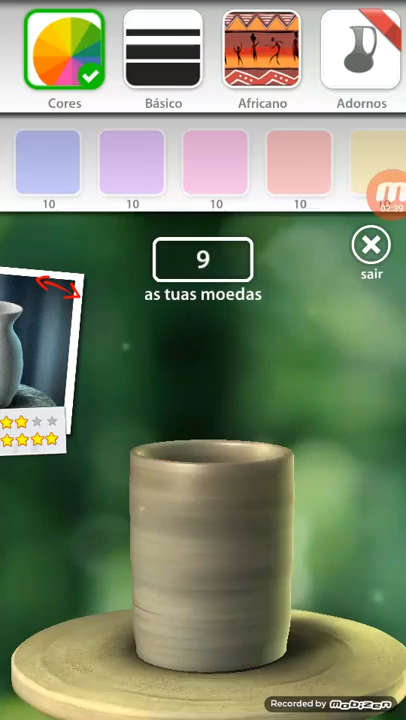 Cores
Básico
Africano
Adornos
10
10
10
10
02:39
9
as tuas moedas
sair
Recorded by MOBIZEN